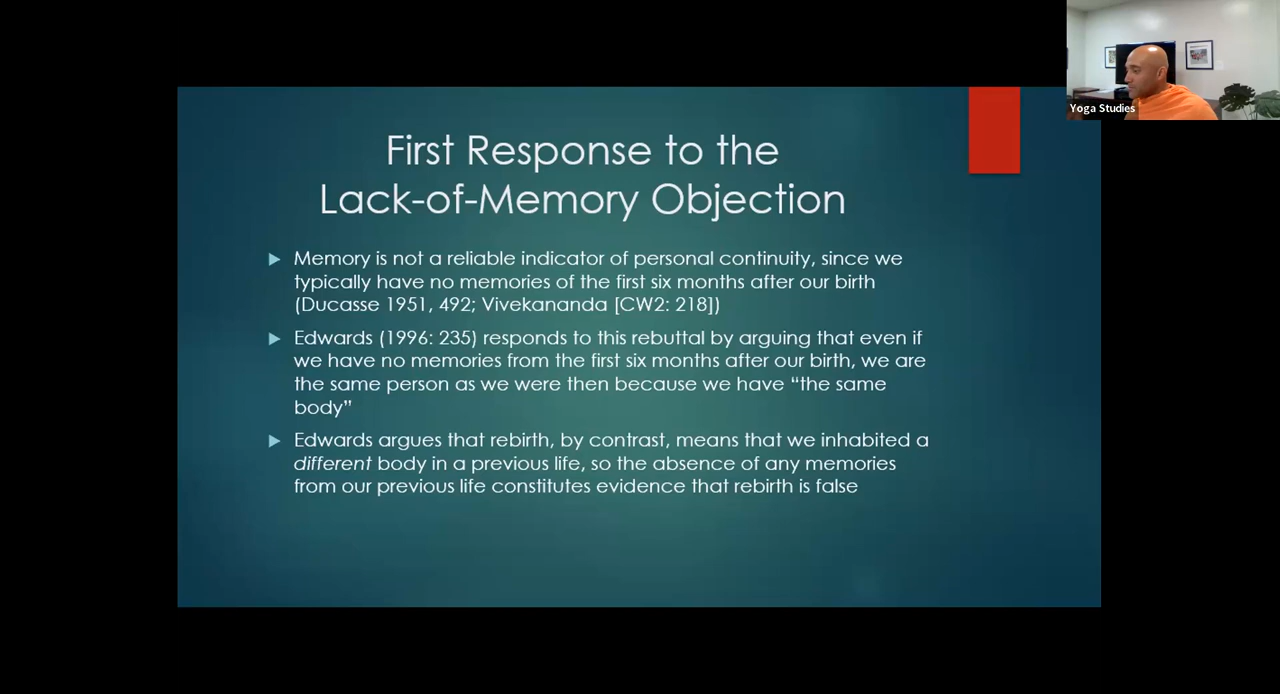 Yoga Studies
First Response to the
Lack-of-Memory Objection
Memory is not a reliable indicator of personal continuity, since we
typically have no memories of the first six months after our birth
(Ducasse 1951, 492; Vivekananda [CW2: 218])
Edwards (1996: 235) responds to this rebuttal by arguing that even if
we have no memories from the first six months after our birth, we are
the same person as we were then because we have “the same
body”
Edwards argues that rebirth, by contrast, means that we inhabited a
different body in a previous life, so the absence of any memories
from our previous life constitutes evidence that rebirth is false